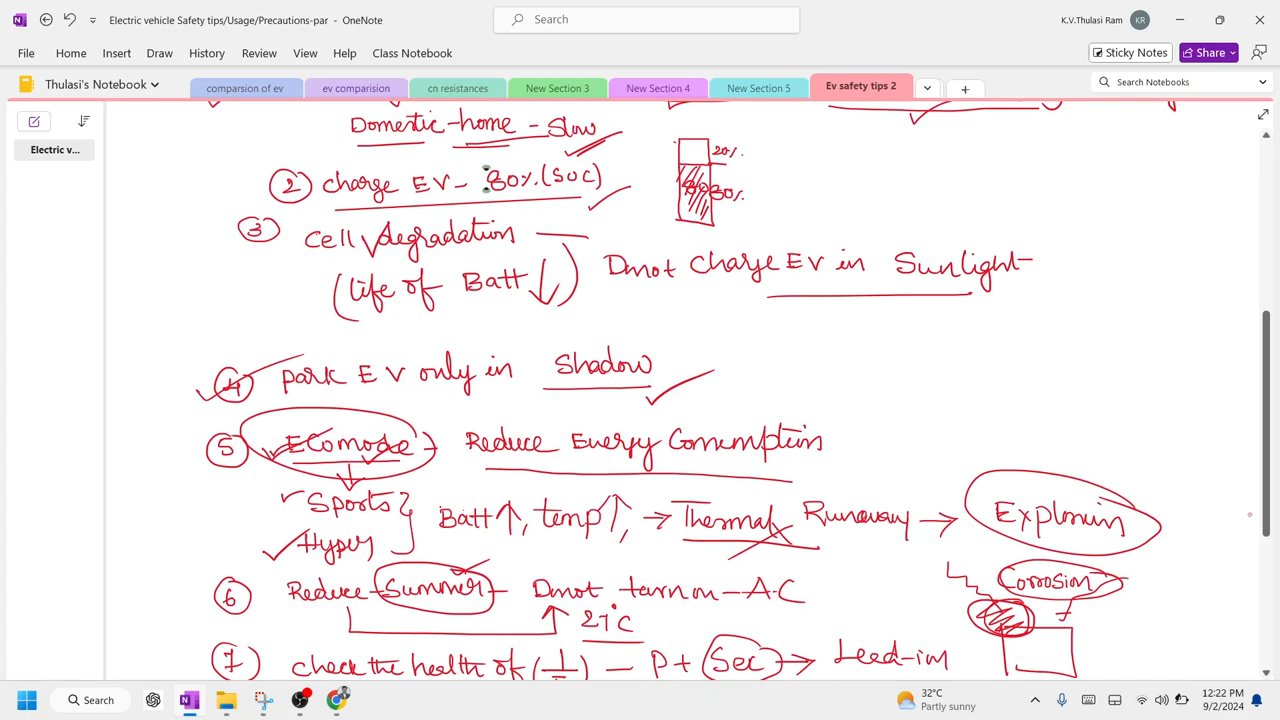 Electric vehicle Safety tips/Usage/Precautions-par - OneNote
Search
K.V.Thulasi Ram
KR
File Home Insert Draw History Review View Help Class Notebook
Sticky Notes
Share
Thulasi's Notebook
comparsion of ev
ev comparision
cn resistances
New Section 3
New Section 4
New Section 5
Ev safety tips 2
Search Notebooks
Electric v...
Domestic-home - Slow
20%.
② charge EV - 80%.(SOC)
80 80%.
③ Cell degradation
(life of Batt ↓) Dnot Charge EV in Sunlight
④ park EV only in Shadow
⑤ EComode - Reduce Energy Consemption
Sports
Hyper
Batt ↑, temp ↑, → Thermal Runaway → Explosion
⑥ Reduce - Summer - Dnot turn on - A.C
27°C
Corrosion
⑦ check the health of - P + Sec →
Search
32°C
Partly sunny
12:22 PM
9/2/2024